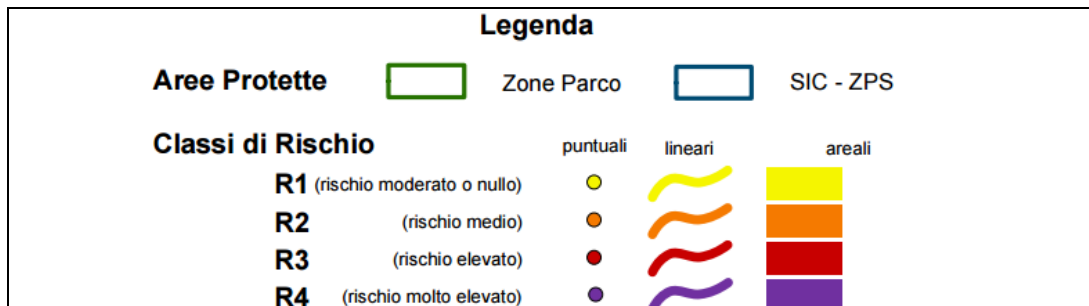 Legenda
Aree Protette Zone Parco SIC - ZPS
Classi di Rischio puntuali lineari areali
R1 (rischio moderato o nullo)
R2 (rischio medio)
R3 (rischio elevato)
R4 (rischio molto elevato)